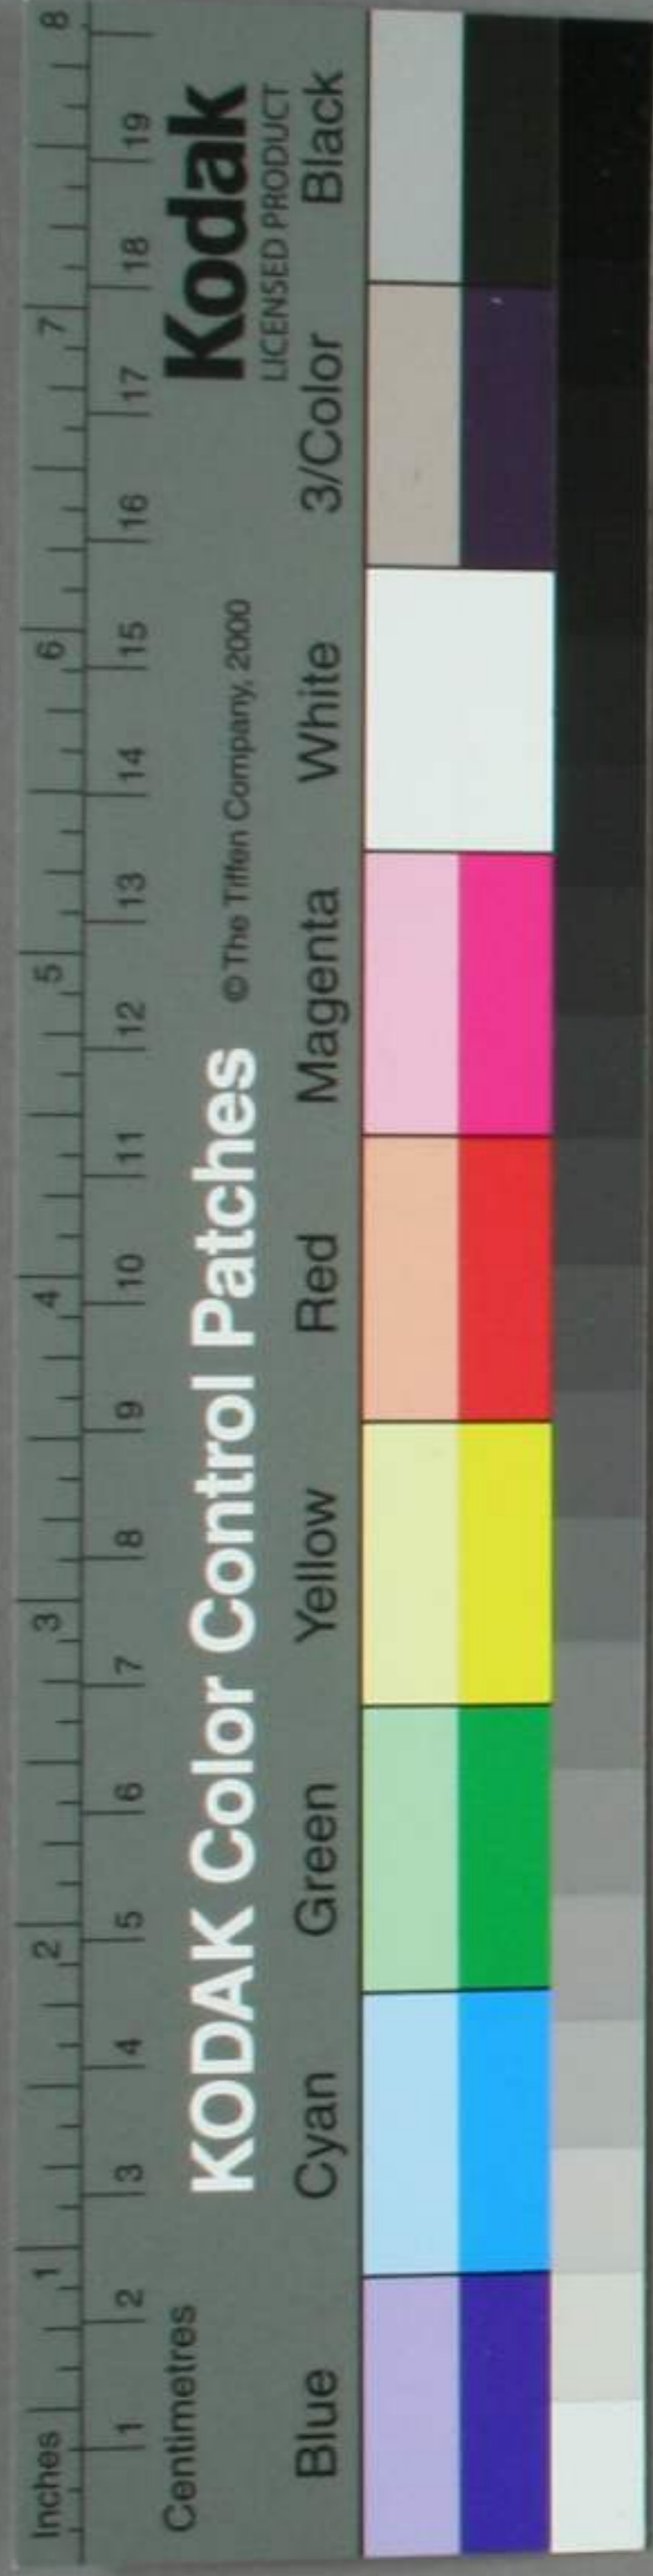 Inches 1 2 3 4 5 6 7 8
1 2 3 4 5 6 7 8 9 10 11 12 13 14 15 16 17 18 19
Centimetres
KODAK Color Control Patches © The Tiffen Company, 2000 Kodak
LICENSED PRODUCT
Blue Cyan Green Yellow Red Magenta White 3/Color Black